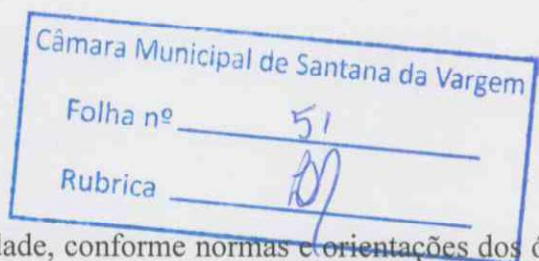 Câmara Municipal de Santana da Vargem
Folha nº 51
Rubrica
dade, conforme normas e orientações dos